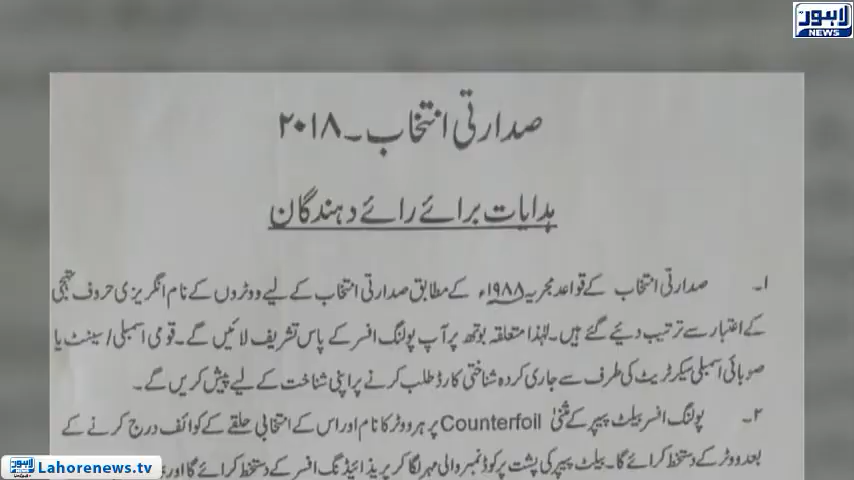 لاہور
NEWS
صدارتی انتخاب ۔ ۲۰۱۸
ہدایات برائے رائے دہندگان
۱۔ صدارتی انتخاب کے قواعد مجریہ ۱۹۸۸ء کے مطابق صدارتی انتخاب کے لیے ووٹروں کے نام انگریزی حروف تہجی
کے اعتبار سے ترتیب دیئے گئے ہیں۔ لہٰذا متعلقہ بوتھ پر آپ پولنگ افسر کے پاس تشریف لائیں گے۔ قومی اسمبلی/سینٹ یا
صوبائی اسمبلی سیکرٹریٹ کی طرف سے جاری کردہ شناختی کارڈ طلب کرنے پر اپنی شناخت کے لیے پیش کریں گے۔
۲۔ پولنگ افسر بیلٹ پیپر کے مثنیٰ Counterfoil پر ہر ووٹر کا نام اور اس کے انتخابی حلقے کے کوائف درج کرنے کے
بعد ووٹر کے دستخط کرائے گا۔ بیلٹ پیپر کی پشت پر کوڈ نمبر والی مہر لگا کر پریذائیڈنگ افسر کے دستخط کرائے گا اور
لاہور
Lahorenews.tv